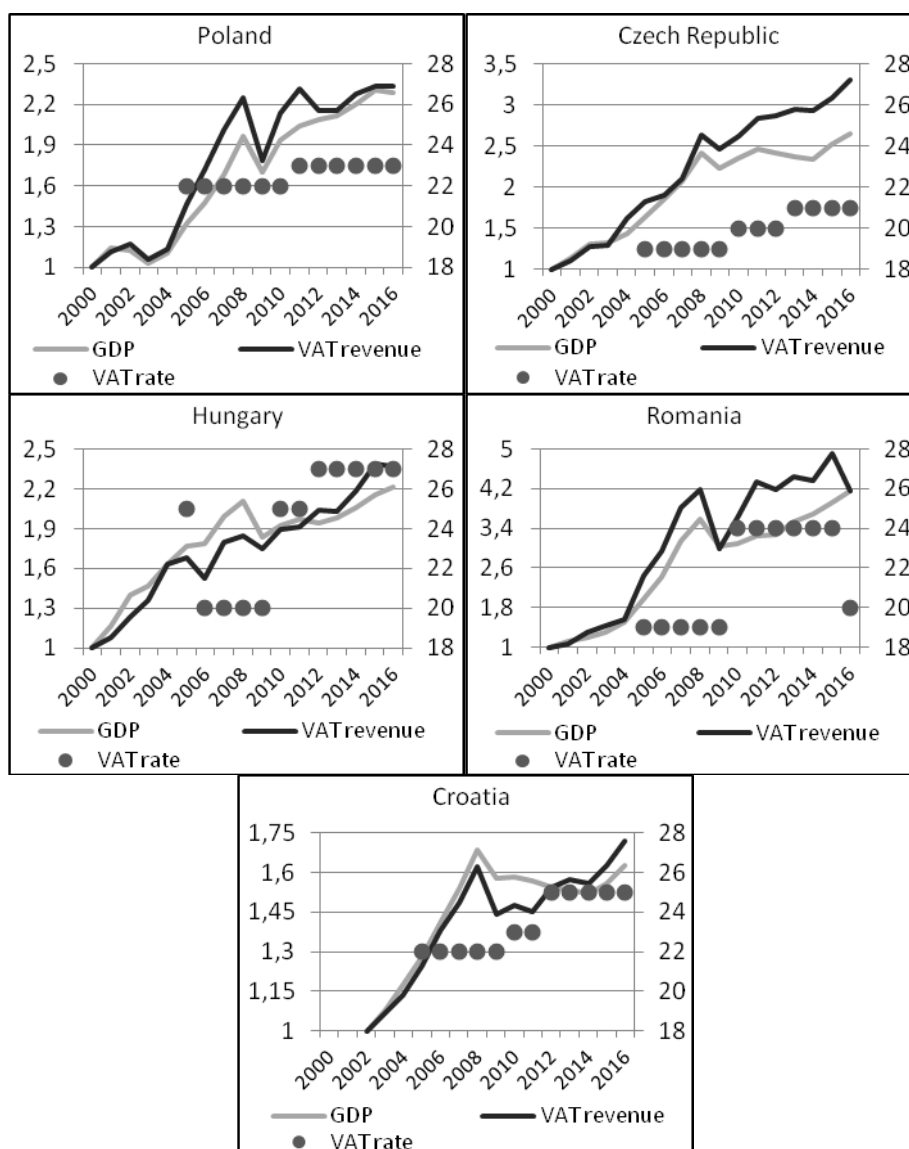 Poland
2,5 28
2,2 26
1,9 24
1,6 22
1,3 20
1 18
2000 2002 2004 2006 2008 2010 2012 2014 2016
GDP VATrevenue
VATrate
Czech Republic
3,5 28
3 26
2,5 24
2 22
1,5 20
1 18
2000 2002 2004 2006 2008 2010 2012 2014 2016
GDP VATrevenue
VATrate
Hungary
2,5 28
2,2 26
1,9 24
1,6 22
1,3 20
1 18
2000 2002 2004 2006 2008 2010 2012 2014 2016
GDP VATrevenue
VATrate
Romania
5 28
4,2 26
3,4 24
2,6 22
1,8 20
1 18
2000 2002 2004 2006 2008 2010 2012 2014 2016
GDP VATrevenue
VATrate
Croatia
1,75 28
1,6 26
1,45 24
1,3 22
1,15 20
1 18
2000 2002 2004 2006 2008 2010 2012 2014 2016
GDP VATrevenue
VATrate